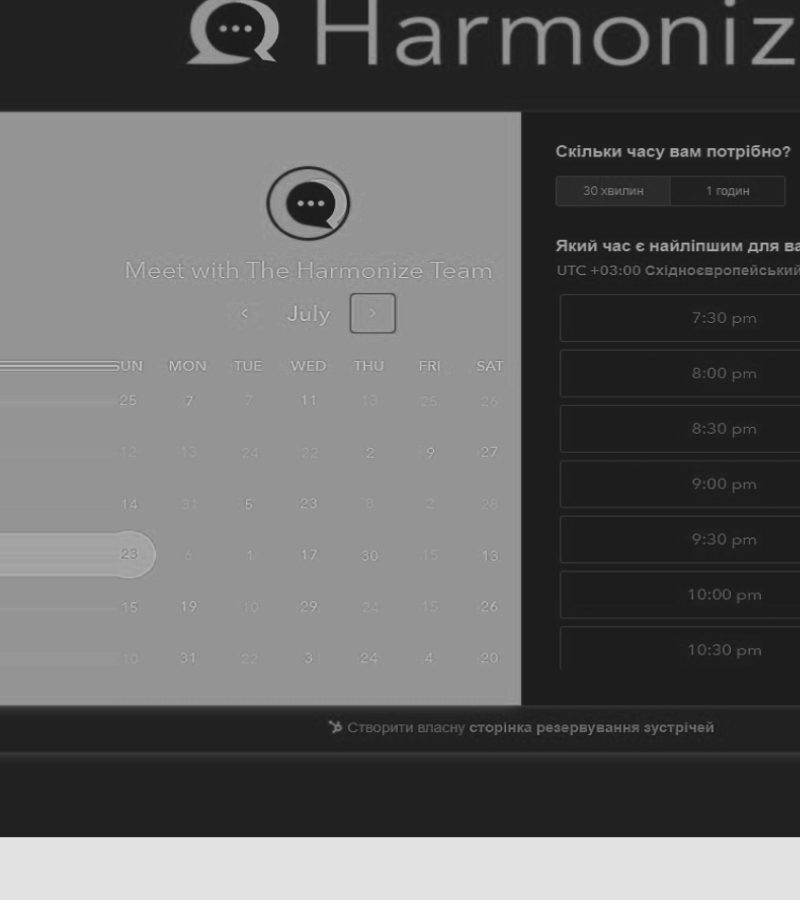 Harmoniz
Meet with The Harmonize Team
‹ July ›
SUN MON TUE WED THU FRI SAT
25 7 7 11 13 25 26
12 13 24 22 2 9 27
14 31 5 23 8 2 28
23 6 1 17 30 15 13
15 19 10 29 24 15 26
10 31 22 3 24 4 20
Скільки часу вам потрібно?
30 хвилин 1 годин
Який час є найліпшим для ва
UTC +03:00 Східноєвропейський
7:30 pm
8:00 pm
8:30 pm
9:00 pm
9:30 pm
10:00 pm
10:30 pm
Створити власну сторінка резервування зустрічей